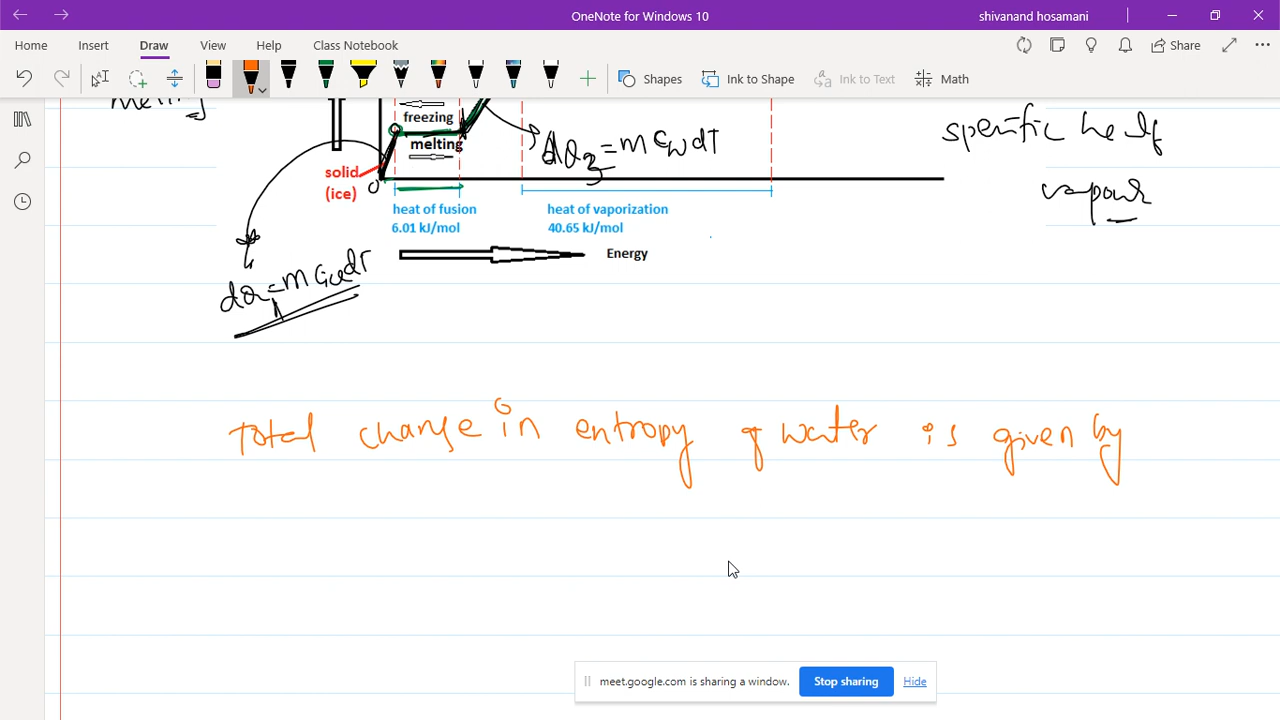 OneNote for Windows 10
shivanand hosamani
Home Insert Draw View Help Class Notebook
Share
Shapes Ink to Shape Ink to Text Math
freezing
melting
solid
(ice)
O
dQ3 = m Cw dT
specific heat of
vapour
heat of fusion
6.01 kJ/mol
heat of vaporization
40.65 kJ/mol
Energy
dQ1 = m Cice dT
Total change in entropy of water is given by
meet.google.com is sharing a window. Stop sharing Hide